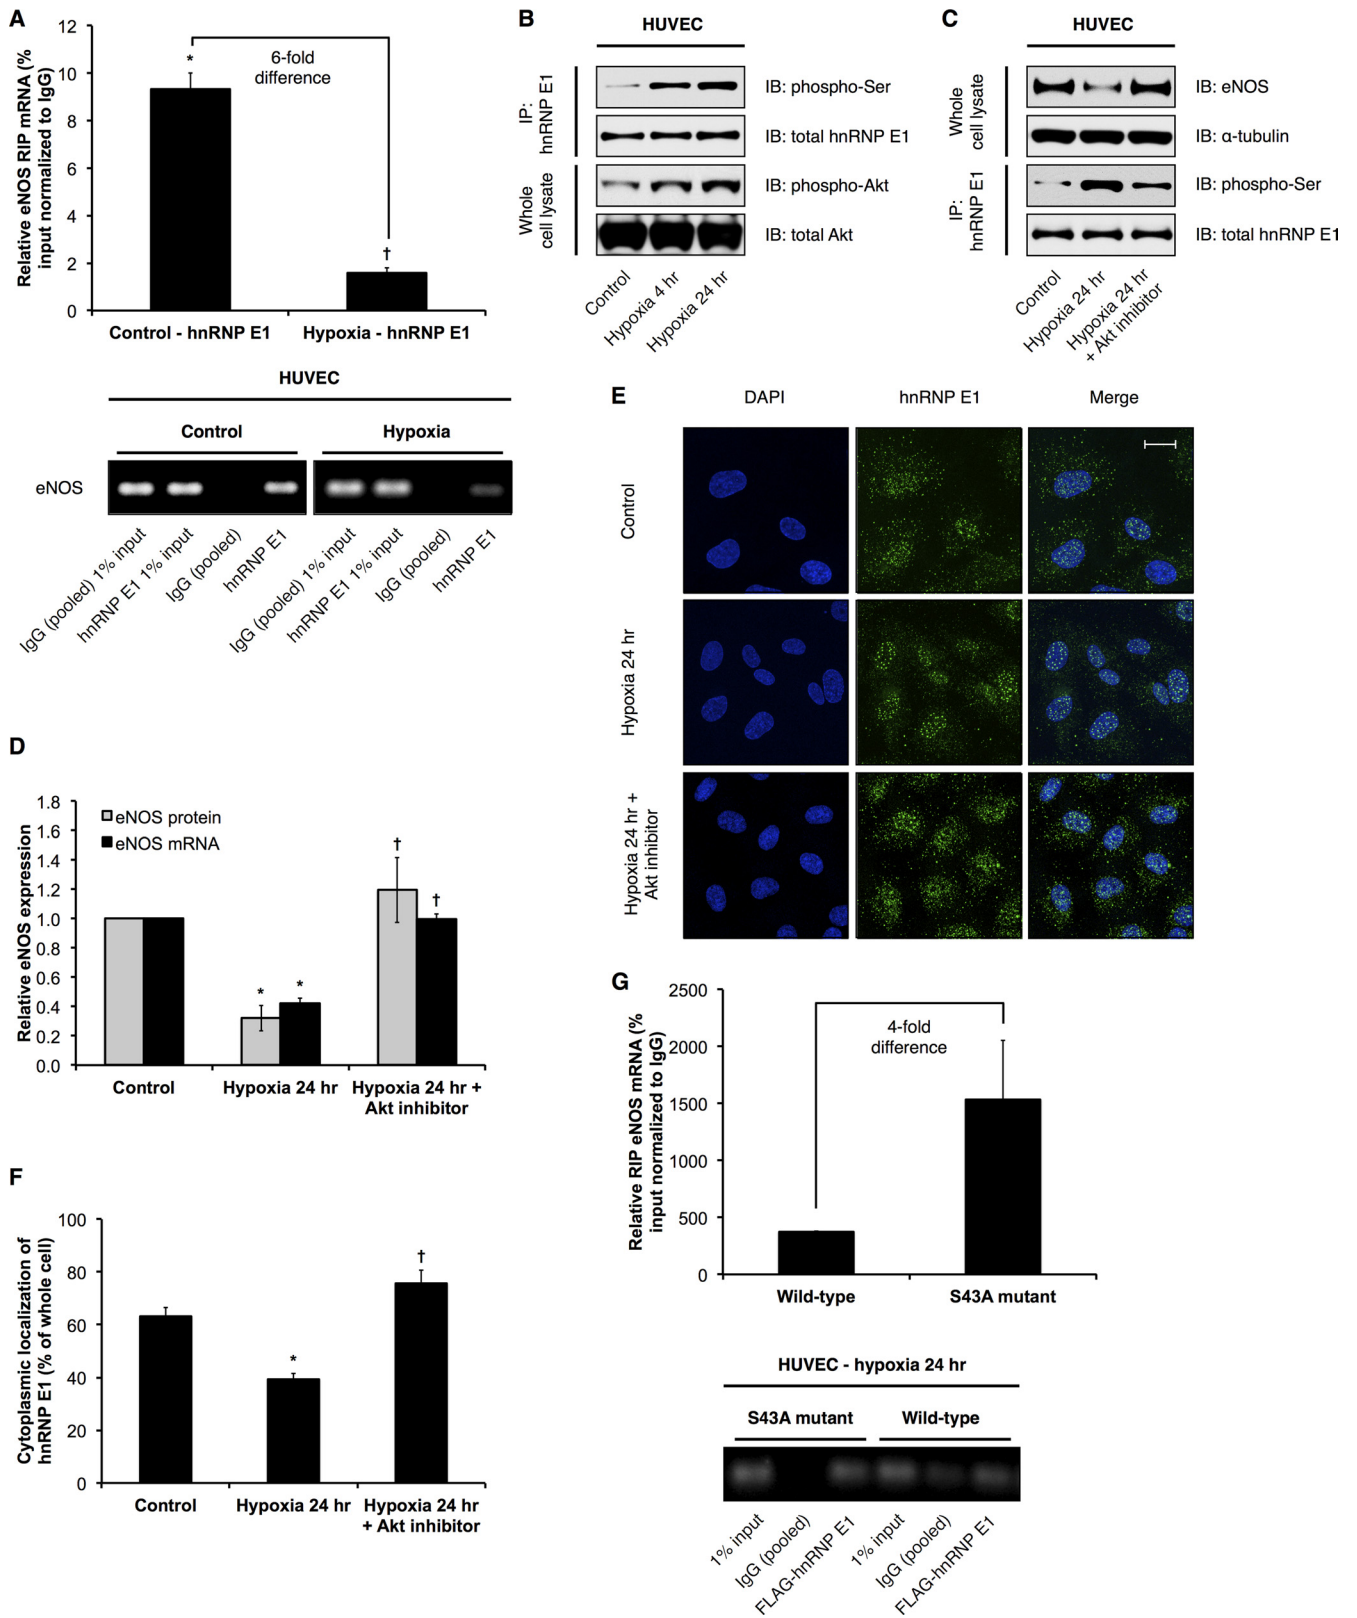 A
Relative eNOS RIP mRNA (%
input normalized to IgG)
12
10
8
6
4
2
0
*
6-fold
difference
†
Control - hnRNP E1
Hypoxia - hnRNP E1
HUVEC
Control
Hypoxia
eNOS
IgG (pooled) 1% input
hnRNP E1 1% input
IgG (pooled)
hnRNP E1
IgG (pooled) 1% input
hnRNP E1 1% input
IgG (pooled)
hnRNP E1
B
HUVEC
IP:
hnRNP E1
Whole
cell lysate
IB: phospho-Ser
IB: total hnRNP E1
IB: phospho-Akt
IB: total Akt
Control
Hypoxia 4 hr
Hypoxia 24 hr
C
HUVEC
Whole
cell lysate
IP:
hnRNP E1
IB: eNOS
IB: α-tubulin
IB: phospho-Ser
IB: total hnRNP E1
Control
Hypoxia 24 hr
Hypoxia 24 hr
+ Akt inhibitor
D
Relative eNOS expression
1.8
1.6
1.4
1.2
1.0
0.8
0.6
0.4
0.2
0.0
eNOS protein
eNOS mRNA
*
*
†
†
Control
Hypoxia 24 hr
Hypoxia 24 hr +
Akt inhibitor
E
DAPI
hnRNP E1
Merge
Control
Hypoxia 24 hr
Hypoxia 24 hr +
Akt inhibitor
F
Cytoplasmic localization of
hnRNP E1 (% of whole cell)
100
80
60
40
20
0
*
†
Control
Hypoxia 24 hr
Hypoxia 24 hr
+ Akt inhibitor
G
Relative RIP eNOS mRNA (%
input normalized to IgG)
2500
2000
1500
1000
500
0
4-fold
difference
Wild-type
S43A mutant
HUVEC - hypoxia 24 hr
S43A mutant
Wild-type
1% input
IgG (pooled)
FLAG-hnRNP E1
1% input
IgG (pooled)
FLAG-hnRNP E1